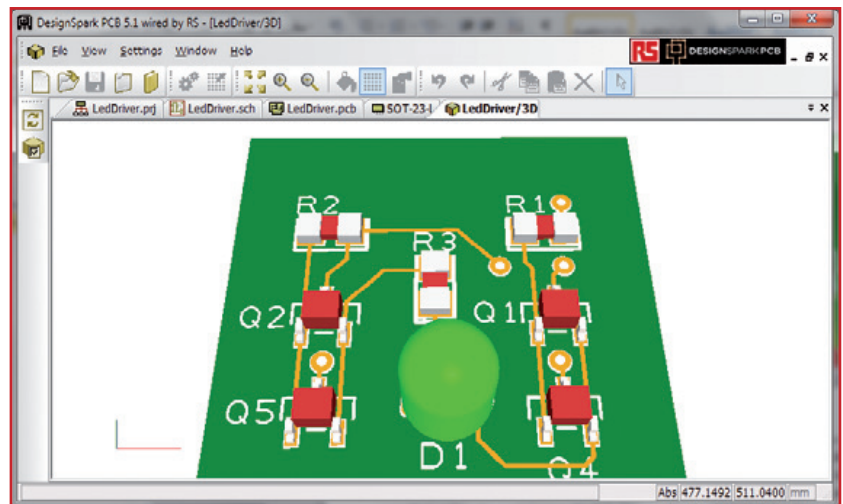 DesignSpark PCB 5.1 wired by RS - [LedDriver/3D]
File View Settings Window Help
RS DESIGNSPARK PCB
LedDriver.prj LedDriver.sch LedDriver.pcb SOT-23-l LedDriver/3D
R2 R1
R3
Q2 Q1
Q5
D1 Q4
Abs 477.1492 511.0400 mm